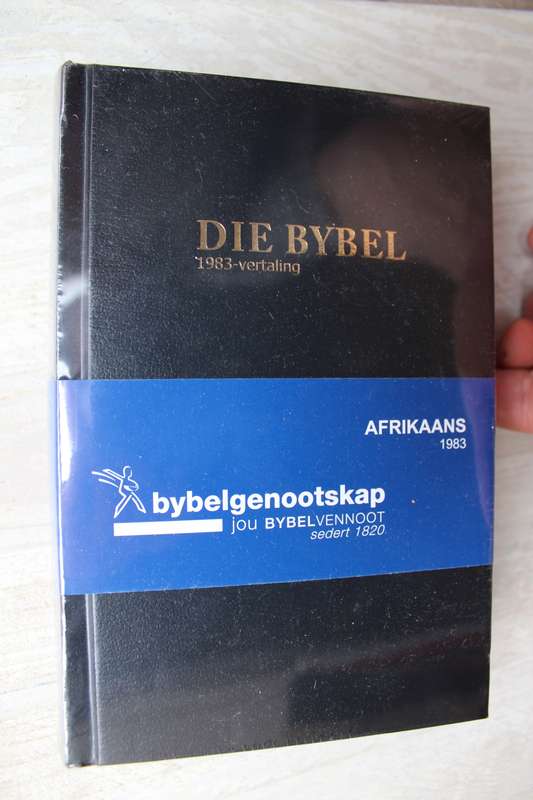 DIE BYBEL
1983-vertaling
AFRIKAANS
1983
bybelgenootskap
jou BYBELVENNOOT
sedert 1820